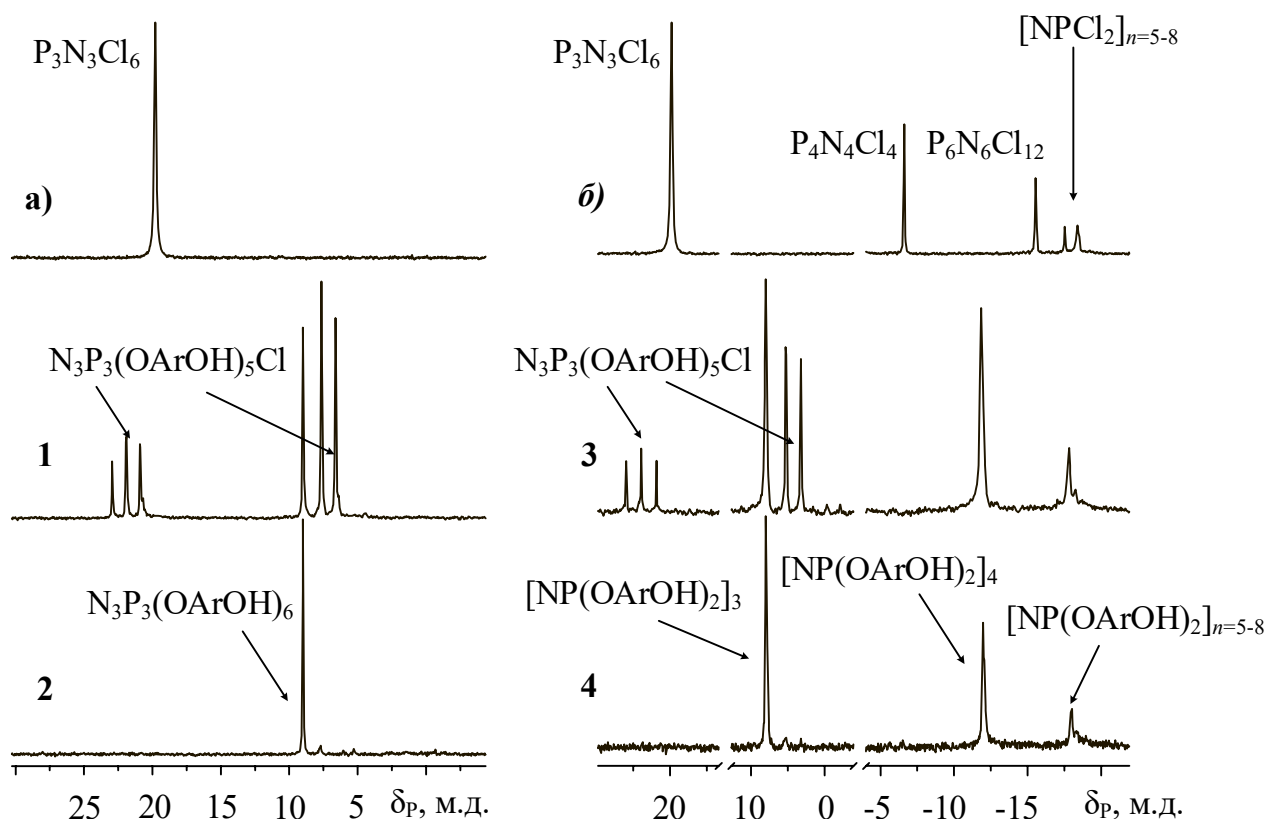 P₃N₃Cl₆
а)
N₃P₃(OArOH)₅Cl
1
N₃P₃(OArOH)₆
2
25 20 10 5 δP, м.д.
[NPCl₂]n=5-8
P₃N₃Cl₆
P₄N₄Cl₄ P₆N₆Cl₁₂
б)
N₃P₃(OArOH)₅Cl
3
[NP(OArOH)₂]₄
[NP(OArOH)₂]₃
[NP(OArOH)₂]n=5-8
4
20 10 0 -5 -10 -15 δP, м.д.